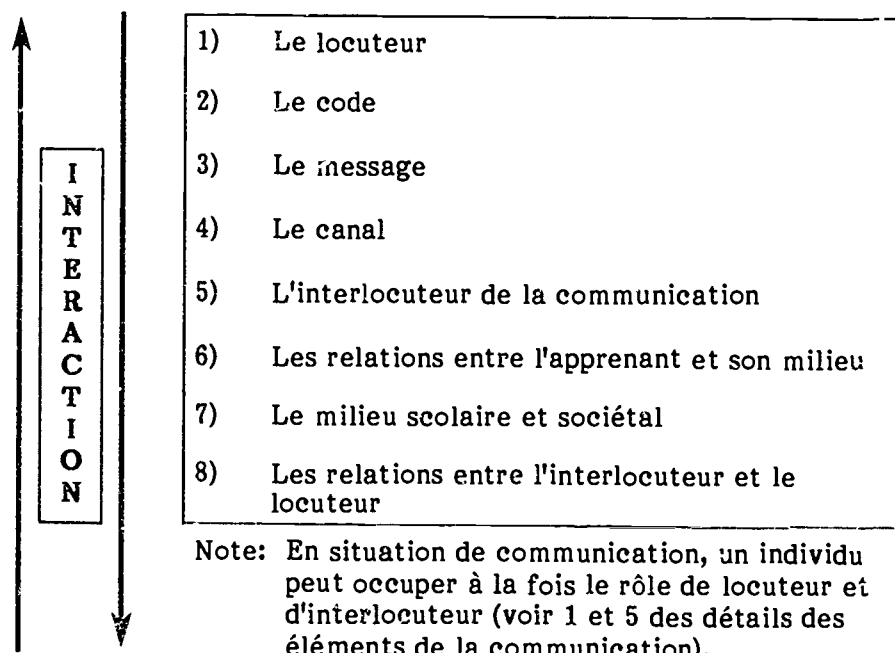 INTERACTION
1) Le locuteur
2) Le code
3) Le message
4) Le canal
5) L'interlocuteur de la communication
6) Les relations entre l'apprenant et son milieu
7) Le milieu scolaire et sociétal
8) Les relations entre l'interlocuteur et le
locuteur
Note: En situation de communication, un individu
peut occuper à la fois le rôle de locuteur et
d'interlocuteur (voir 1 et 5 des détails des
éléments de la communication).